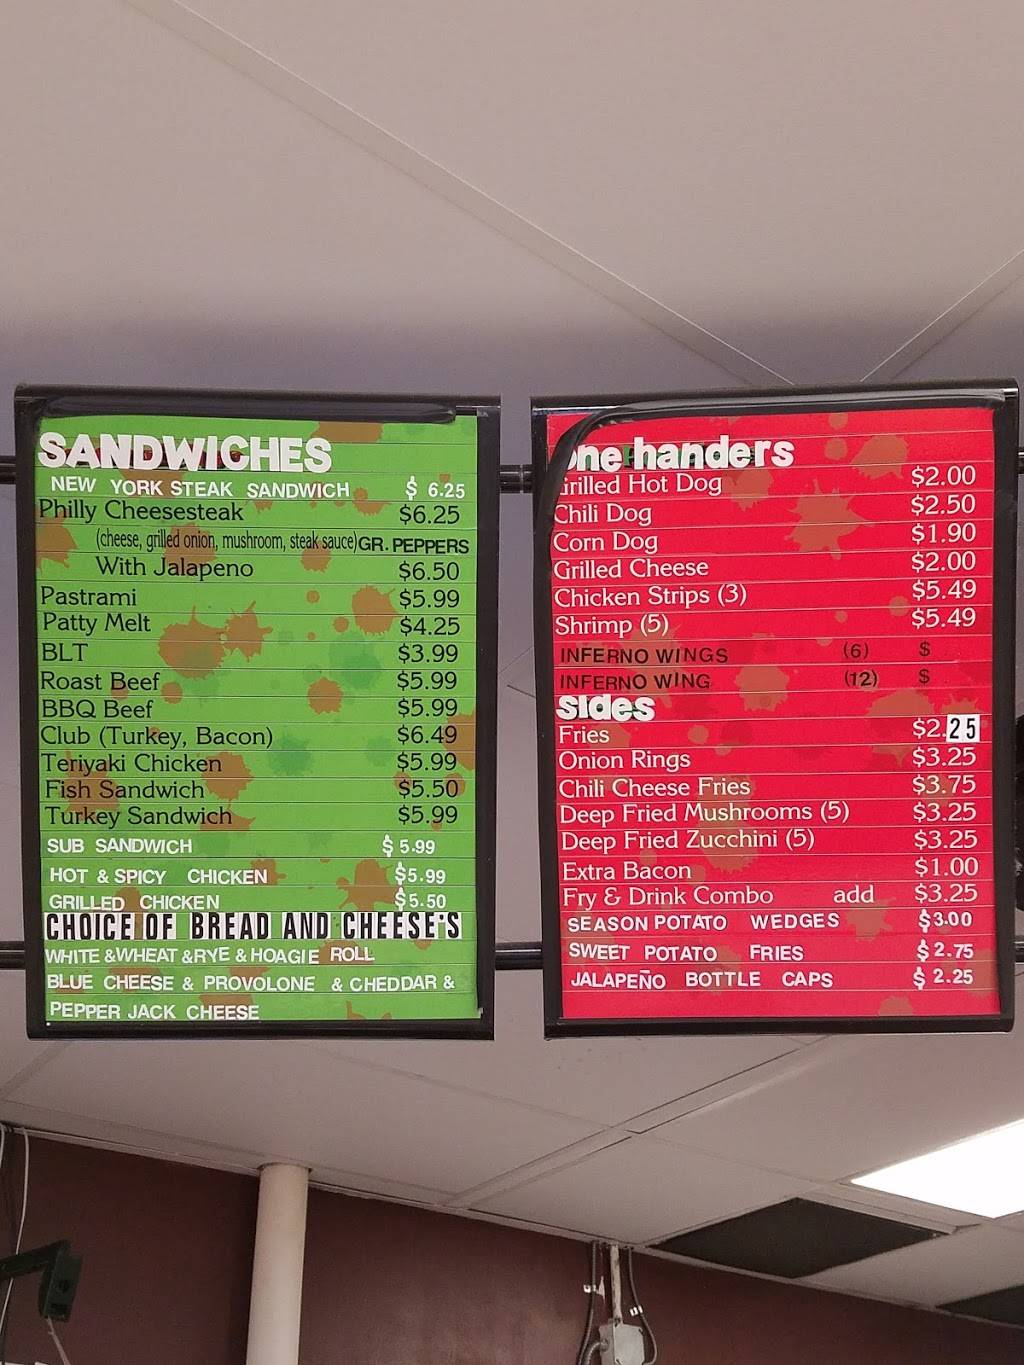 SANDWICHES
NEW YORK STEAK SANDWICH $ 6.25
Philly Cheesesteak $6.25
(cheese, grilled onion, mushroom, steak sauce) GR. PEPPERS
With Jalapeno $6.50
Pastrami $5.99
Patty Melt $4.25
BLT $3.99
Roast Beef $5.99
BBQ Beef $5.99
Club (Turkey, Bacon) $6.49
Teriyaki Chicken $5.99
Fish Sandwich $5.50
Turkey Sandwich $5.99
SUB SANDWICH $5.99
HOT & SPICY CHICKEN $5.99
GRILLED CHICKEN $5.50
CHOICE OF BREAD AND CHEESE'S
WHITE & WHEAT & RYE & HOAGIE ROLL
BLUE CHEESE & PROVOLONE & CHEDDAR &
PEPPER JACK CHEESE
one handers
Grilled Hot Dog $2.00
Chili Dog $2.50
Corn Dog $1.90
Grilled Cheese $2.00
Chicken Strips (3) $5.49
Shrimp (5) $5.49
INFERNO WINGS (6) $
INFERNO WING (12) $
sides
Fries $2.25
Onion Rings $3.25
Chili Cheese Fries $3.75
Deep Fried Mushrooms (5) $3.25
Deep Fried Zucchini (5) $3.25
Extra Bacon $1.00
Fry & Drink Combo add $3.25
SEASON POTATO WEDGES $3.00
SWEET POTATO FRIES $2.75
JALAPEÑO BOTTLE CAPS $2.25